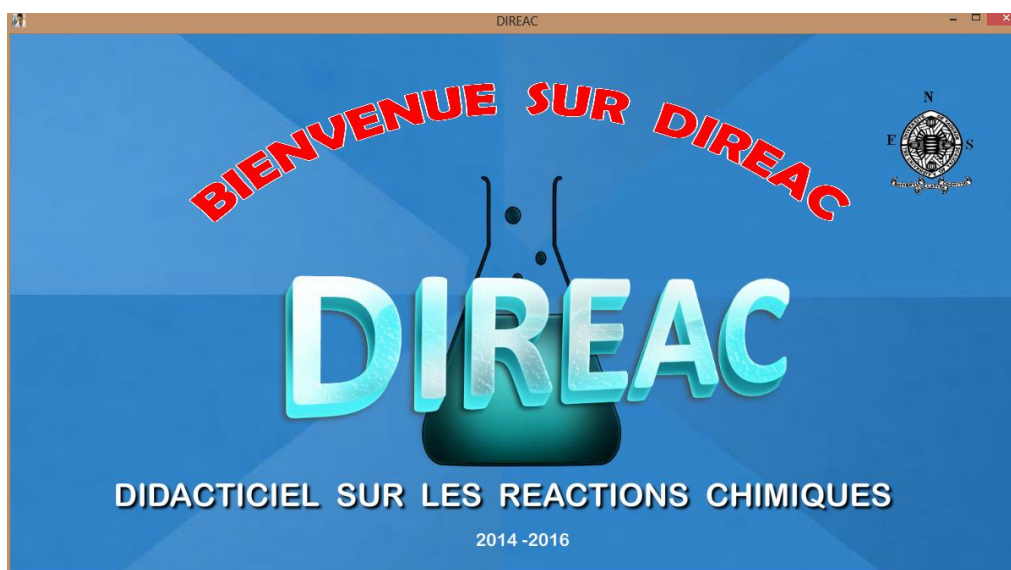 DIREAC
BIENVENUE SUR DIREAC
N
E
S
DIREAC
DIDACTICIEL SUR LES REACTIONS CHIMIQUES
2014 -2016